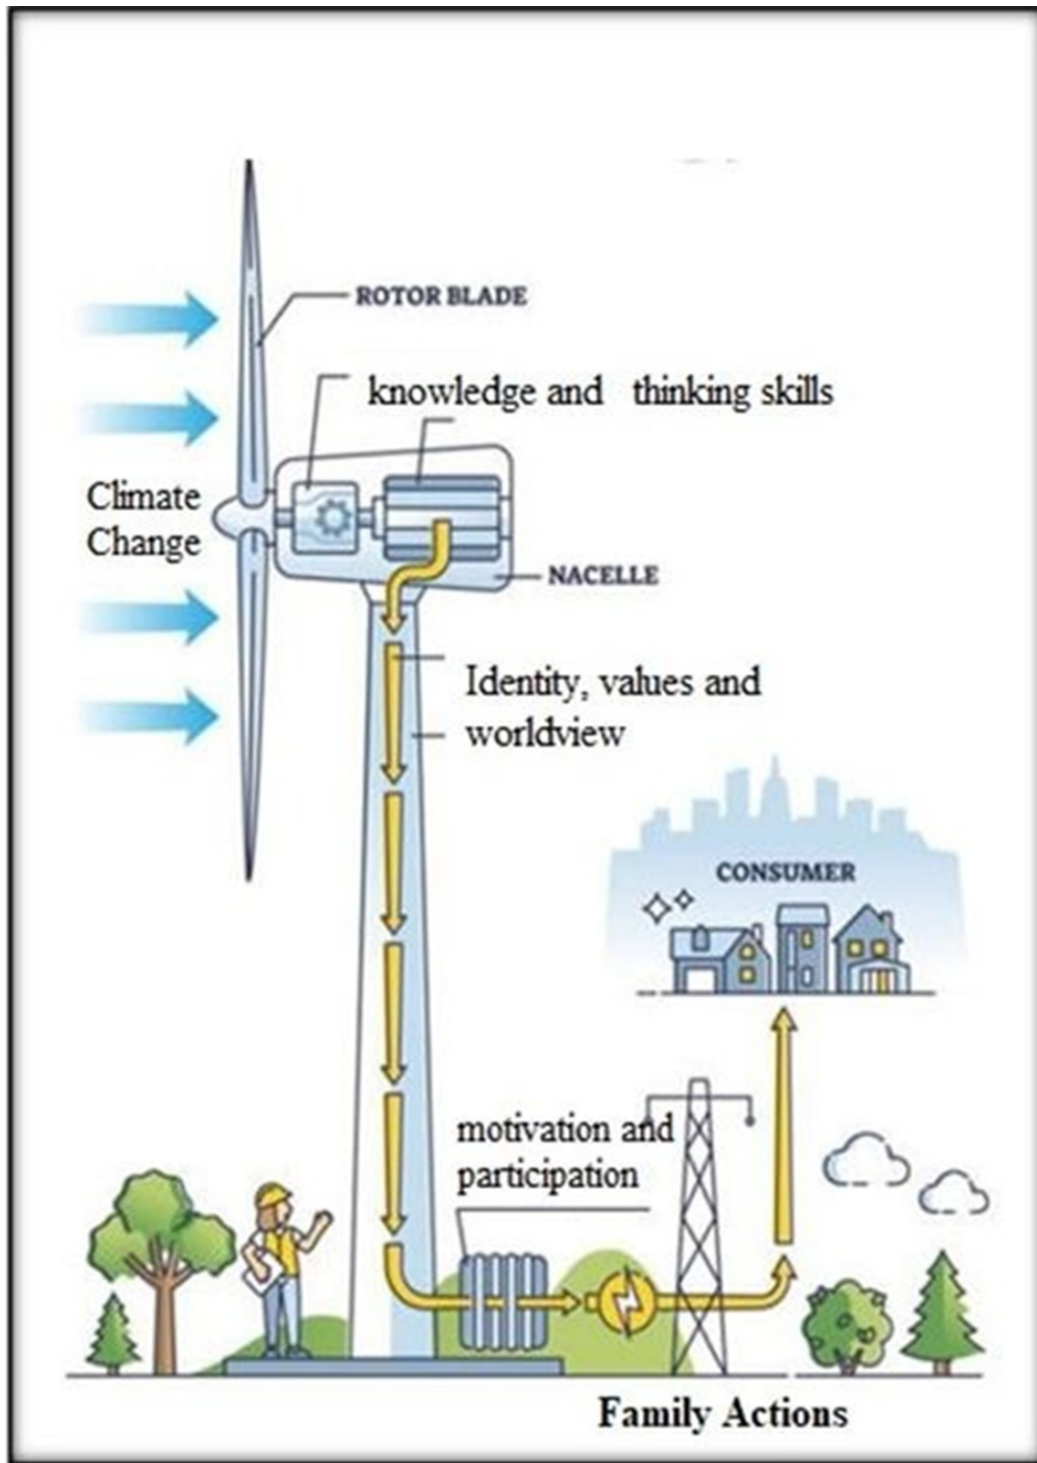 ROTOR BLADE
knowledge and thinking skills
Climate
Change
NACELLE
Identity, values and
worldview
CONSUMER
motivation and
participation
Family Actions